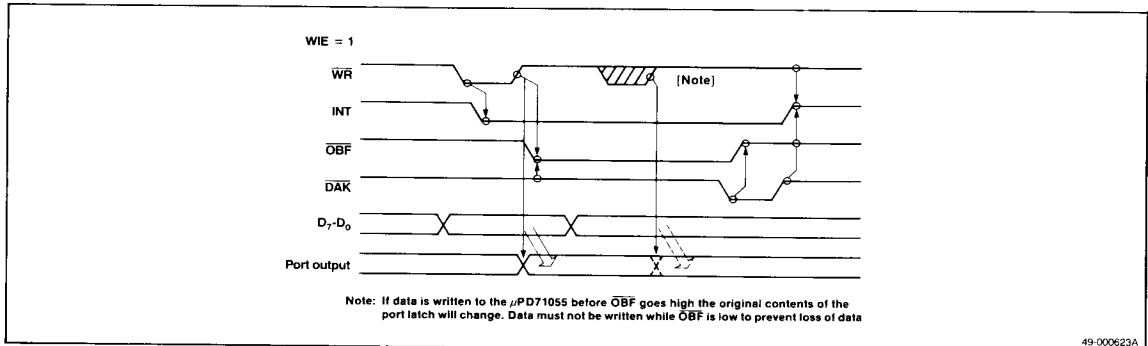 WIE = 1
WR
[Note]
INT
OBF
DAK
D₇-D₀
Port output
Note: If data is written to the μPD71055 before OBF goes high the original contents of the
port latch will change. Data must not be written while OBF is low to prevent loss of data
49-000623A